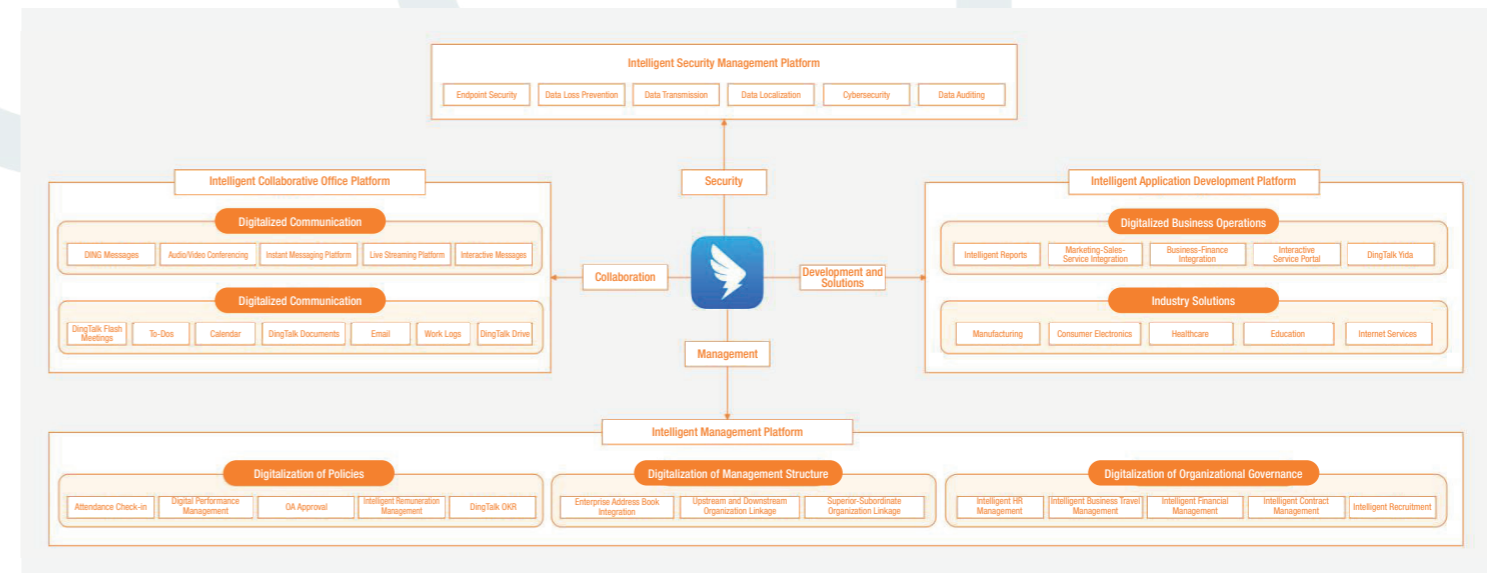 Intelligent Security Management Platform
Endpoint Security
Data Loss Prevention
Data Transmission
Data Localization
Cybersecurity
Data Auditing
Security
Intelligent Collaborative Office Platform
Digitalized Communication
DING Messages
Audio/Video Conferencing
Instant Messaging Platform
Live Streaming Platform
Interactive Messages
Digitalized Communication
DingTalk Flash
Meetings
To-Dos
Calendar
DingTalk Documents
Email
Work Logs
DingTalk Drive
Collaboration
Development and
Solutions
Intelligent Application Development Platform
Digitalized Business Operations
Intelligent Reports
Marketing-Sales-
Service Integration
Business-Finance
Integration
Interactive
Service Portal
DingTalk Yida
Industry Solutions
Manufacturing
Consumer Electronics
Healthcare
Education
Internet Services
Management
Intelligent Management Platform
Digitalization of Policies
Attendance Check-in
Digital Performance
Management
OA Approval
Intelligent Remuneration
Management
DingTalk OKR
Digitalization of Management Structure
Enterprise Address Book
Integration
Upstream and Downstream
Organization Linkage
Superior-Subordinate
Organization Linkage
Digitalization of Organizational Governance
Intelligent HR
Management
Intelligent Business Travel
Management
Intelligent Financial
Management
Intelligent Contract
Management
Intelligent Recruitment